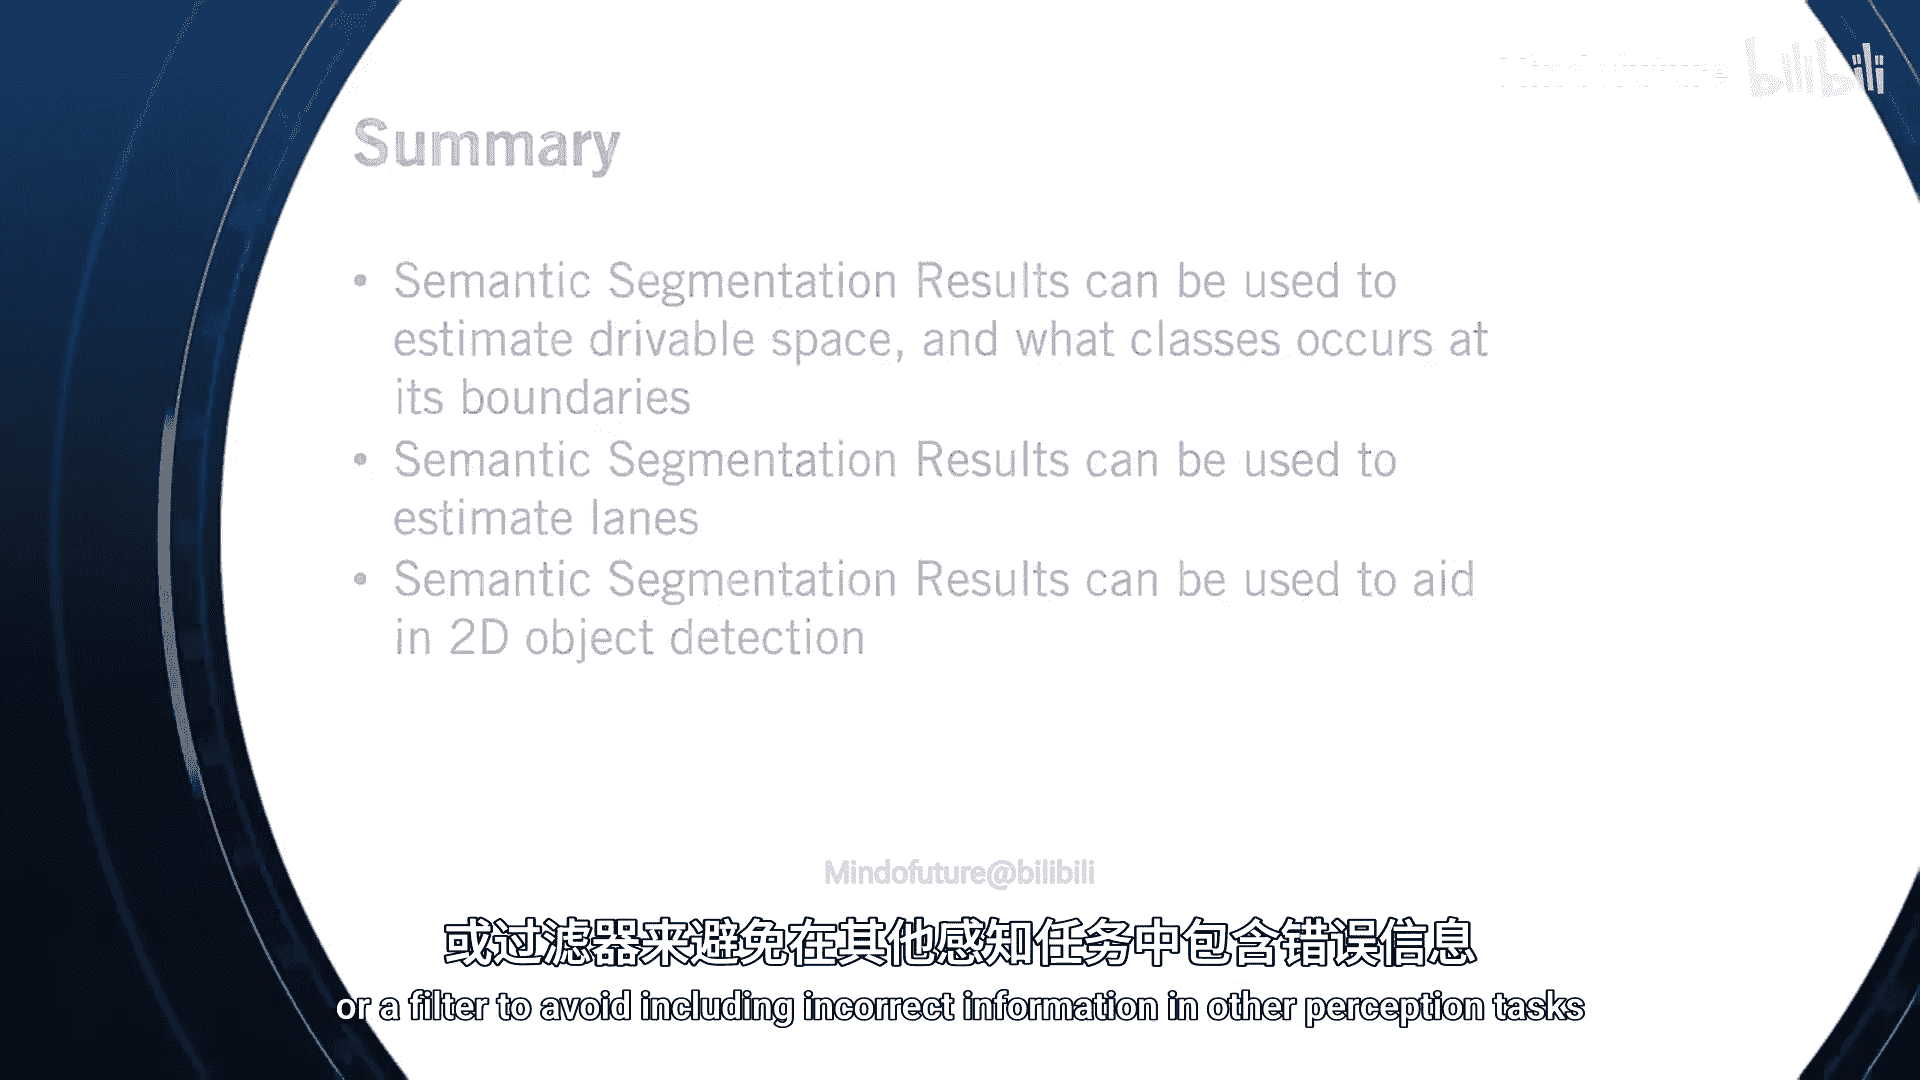 bilibili
Summary
• Semantic Segmentation Results can be used to
estimate drivable space, and what classes occurs at
its boundaries
• Semantic Segmentation Results can be used to
estimate lanes
• Semantic Segmentation Results can be used to aid
in 2D object detection
Mindofuture@bilibili
或过滤器来避免在其他感知任务中包含错误信息
or a filter to avoid including incorrect information in other perception tasks